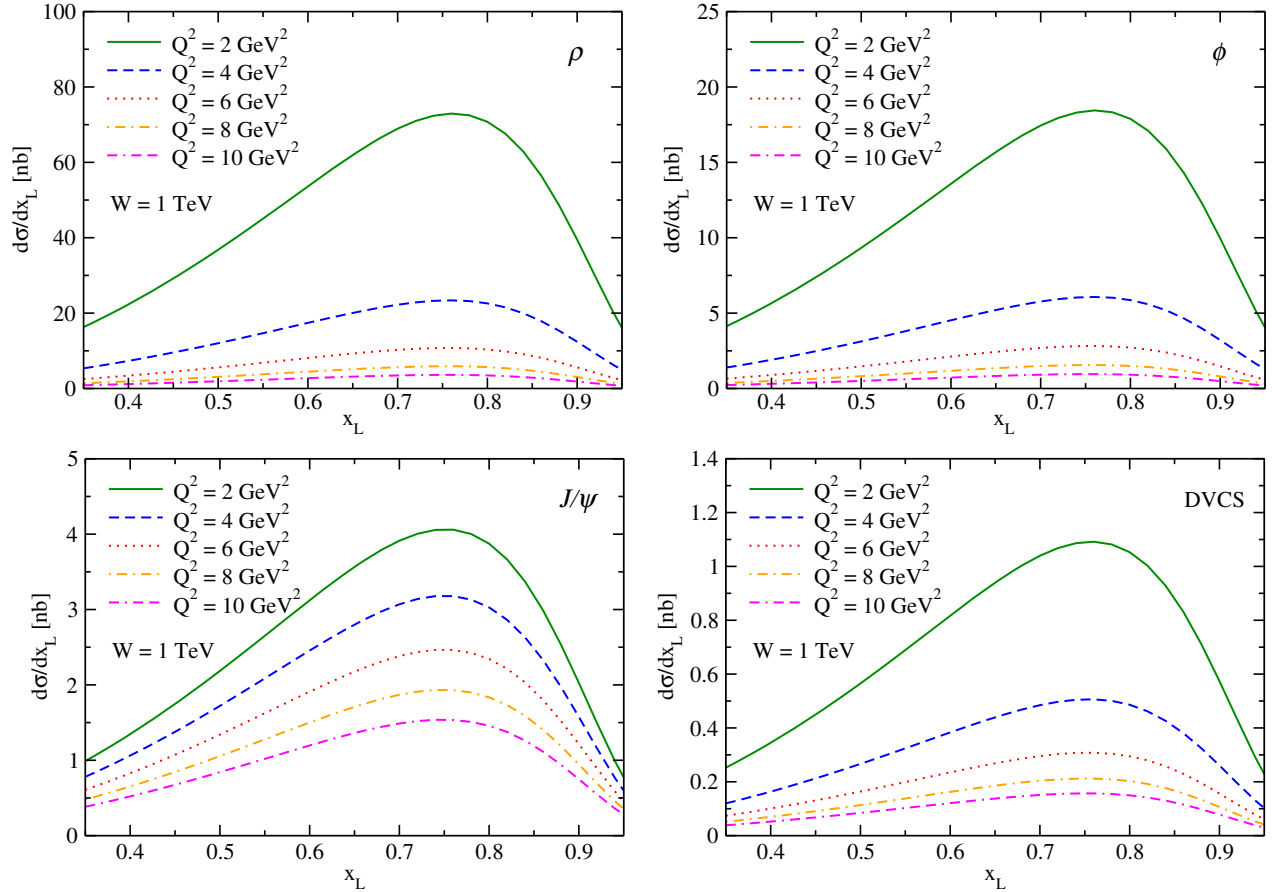 100
80
60
40
20
0
dσ/dx_L [nb]
Q^2 = 2 GeV^2
Q^2 = 4 GeV^2
Q^2 = 6 GeV^2
Q^2 = 8 GeV^2
Q^2 = 10 GeV^2
ρ
W = 1 TeV
0.4 0.5 0.6 0.7 0.8 0.9
x_L
25
20
15
10
5
0
dσ/dx_L [nb]
Q^2 = 2 GeV^2
Q^2 = 4 GeV^2
Q^2 = 6 GeV^2
Q^2 = 8 GeV^2
Q^2 = 10 GeV^2
ϕ
W = 1 TeV
0.4 0.5 0.6 0.7 0.8 0.9
x_L
5
4
3
2
1
0
dσ/dx_L [nb]
Q^2 = 2 GeV^2
Q^2 = 4 GeV^2
Q^2 = 6 GeV^2
Q^2 = 8 GeV^2
Q^2 = 10 GeV^2
J/ψ
W = 1 TeV
0.4 0.5 0.6 0.7 0.8 0.9
x_L
1.4
1.2
1
0.8
0.6
0.4
0.2
0
dσ/dx_L [nb]
Q^2 = 2 GeV^2
Q^2 = 4 GeV^2
Q^2 = 6 GeV^2
Q^2 = 8 GeV^2
Q^2 = 10 GeV^2
DVCS
W = 1 TeV
0.4 0.5 0.6 0.7 0.8 0.9
x_L